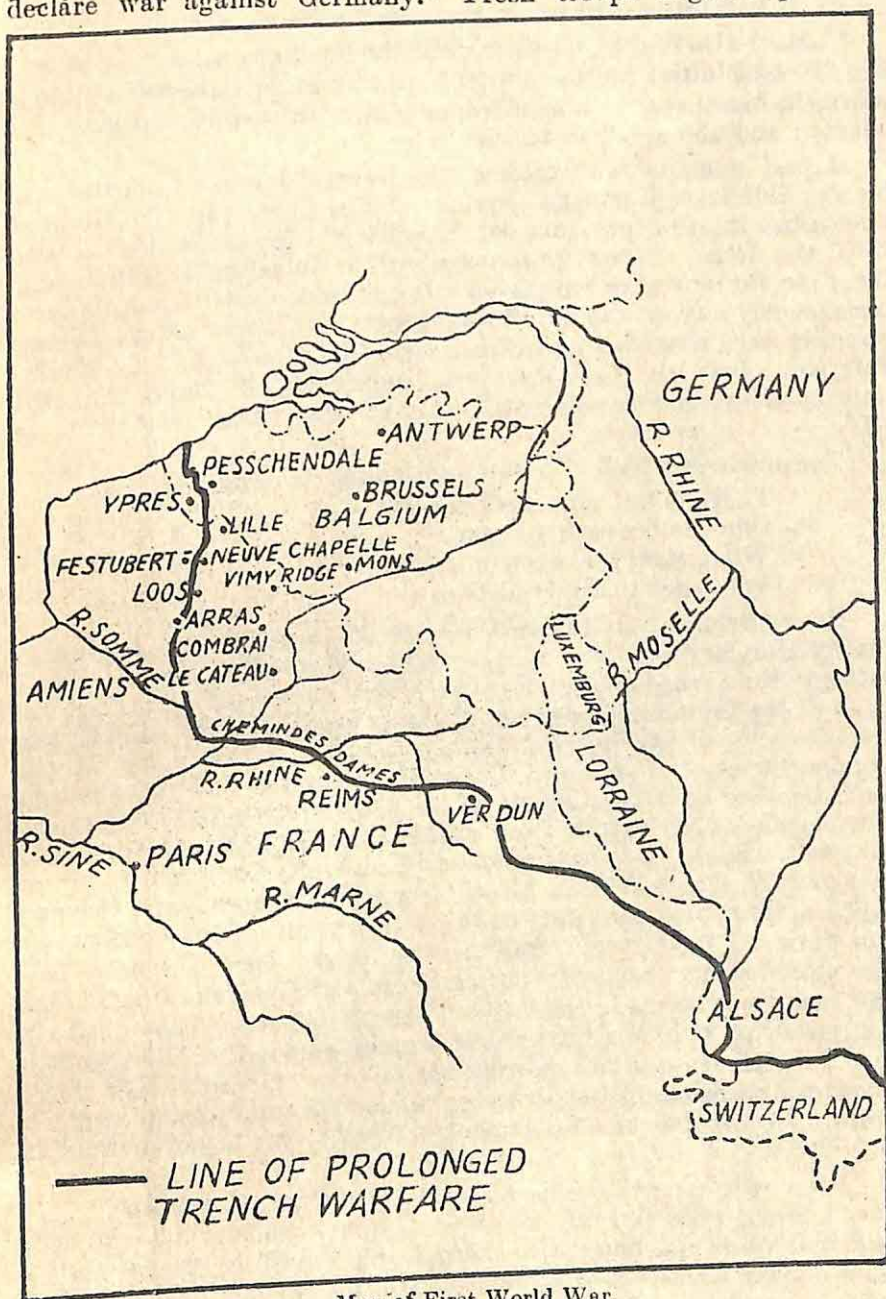 declare war against Germany.
GERMANY
R. RHINE
ANTWERP
PESSCHENDALE
YPRES
BRUSSELS
LILLE
BALGIUM
FESTUBERT
NEUVE CHAPELLE
VIMY RIDGE
MONS
LOOS
ARRAS
COMBRAI
R. SOMME
LE CATEAU
AMIENS
LUXEMBURG
R. MOSELLE
CHEMINDES DAMES
LORRAINE
R. RHINE
REIMS
VERDUN
R. SINE
PARIS
FRANCE
R. MARNE
ALSACE
SWITZERLAND
LINE OF PROLONGED
TRENCH WARFARE
Map of First World War